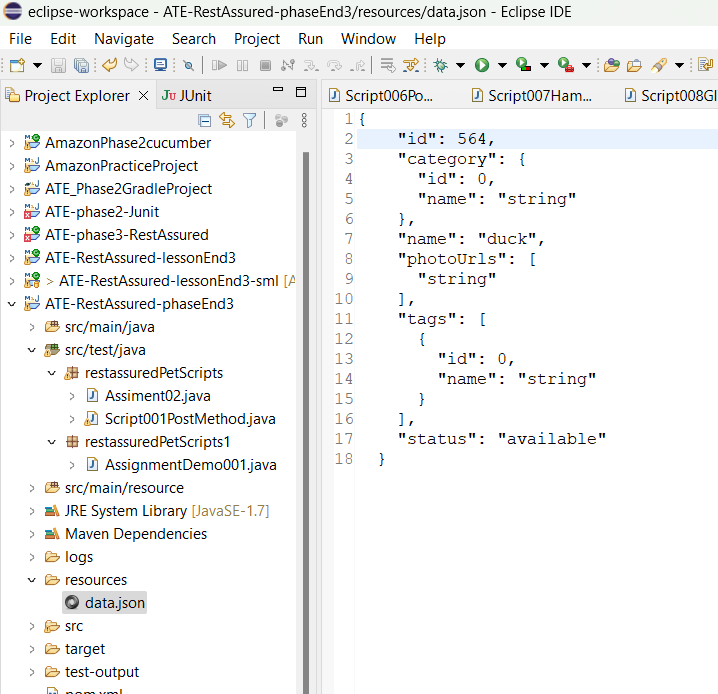 eclipse-workspace - ATE-RestAssured-phaseEnd3/resources/data.json - Eclipse IDE
File Edit Navigate Search Project Run Window Help
Project Explorer JUnit
AmazonPhase2cucumber
AmazonPracticeProject
ATE_Phase2GradleProject
ATE-phase2-Junit
ATE-phase3-RestAssured
ATE-RestAssured-lessonEnd3
> ATE-RestAssured-lessonEnd3-sml [A
ATE-RestAssured-phaseEnd3
src/main/java
src/test/java
restassuredPetScripts
Assiment02.java
Script001PostMethod.java
restassuredPetScripts1
AssignmentDemo001.java
src/main/resource
JRE System Library [JavaSE-1.7]
Maven Dependencies
logs
resources
data.json
src
target
test-output
pom.xml
Script006Po... Script007Ham... Script008Gl
1 {
2 "id": 564,
3 "category": {
4 "id": 0,
5 "name": "string"
6 },
7 "name": "duck",
8 "photoUrls": [
9 "string"
10 ],
11 "tags": [
12 {
13 "id": 0,
14 "name": "string"
15 }
16 ],
17 "status": "available"
18 }